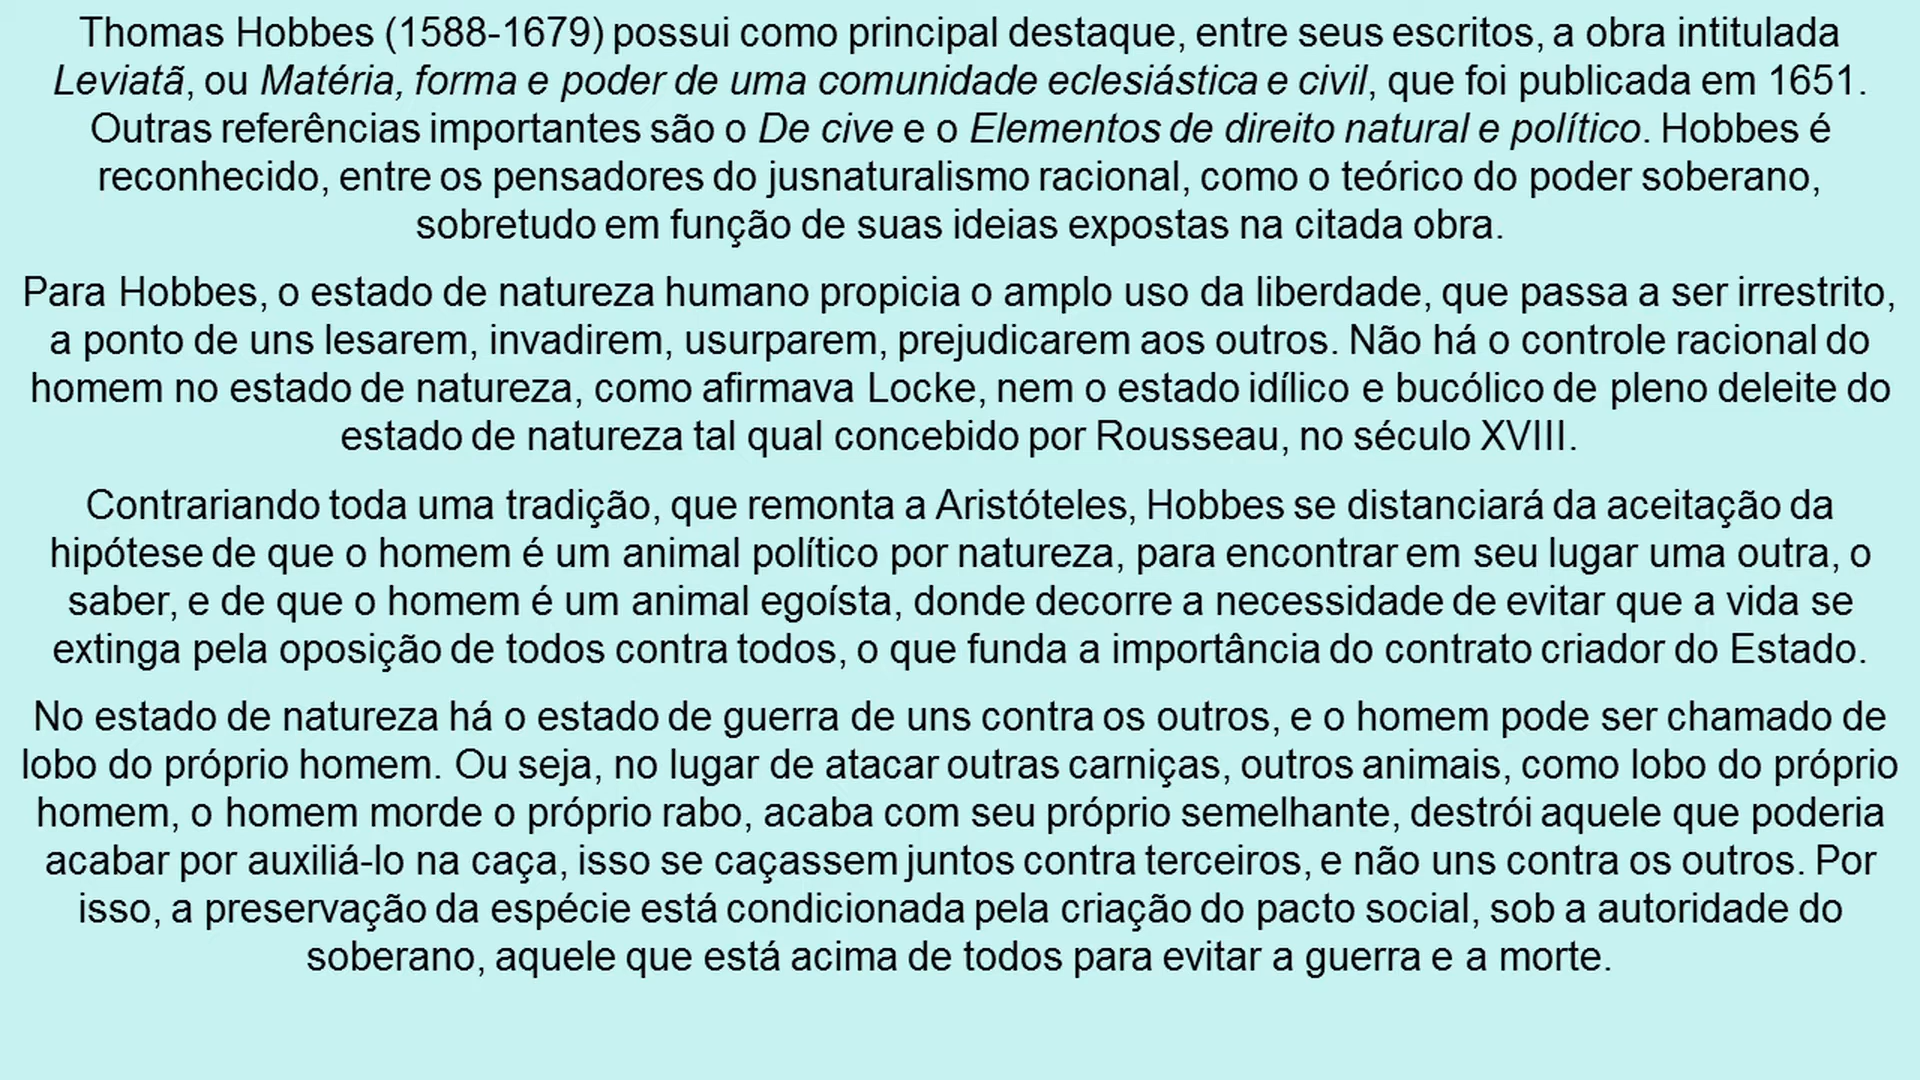 Thomas Hobbes (1588-1679) possui como principal destaque, entre seus escritos, a obra intitulada
Leviatã, ou Matéria, forma e poder de uma comunidade eclesiástica e civil, que foi publicada em 1651.
Outras referências importantes são o De cive e o Elementos de direito natural e político. Hobbes é
reconhecido, entre os pensadores do jusnaturalismo racional, como o teórico do poder soberano,
sobretudo em função de suas ideias expostas na citada obra.
Para Hobbes, o estado de natureza humano propicia o amplo uso da liberdade, que passa a ser irrestrito,
a ponto de uns lesarem, invadirem, usurparem, prejudicarem aos outros. Não há o controle racional do
homem no estado de natureza, como afirmava Locke, nem o estado idílico e bucólico de pleno deleite do
estado de natureza tal qual concebido por Rousseau, no século XVIII.
Contrariando toda uma tradição, que remonta a Aristóteles, Hobbes se distanciará da aceitação da
hipótese de que o homem é um animal político por natureza, para encontrar em seu lugar uma outra, o
saber, e de que o homem é um animal egoísta, donde decorre a necessidade de evitar que a vida se
extinga pela oposição de todos contra todos, o que funda a importância do contrato criador do Estado.
No estado de natureza há o estado de guerra de uns contra os outros, e o homem pode ser chamado de
lobo do próprio homem. Ou seja, no lugar de atacar outras carniças, outros animais, como lobo do próprio
homem, o homem morde o próprio rabo, acaba com seu próprio semelhante, destrói aquele que poderia
acabar por auxiliá-lo na caça, isso se caçassem juntos contra terceiros, e não uns contra os outros. Por
isso, a preservação da espécie está condicionada pela criação do pacto social, sob a autoridade do
soberano, aquele que está acima de todos para evitar a guerra e a morte.